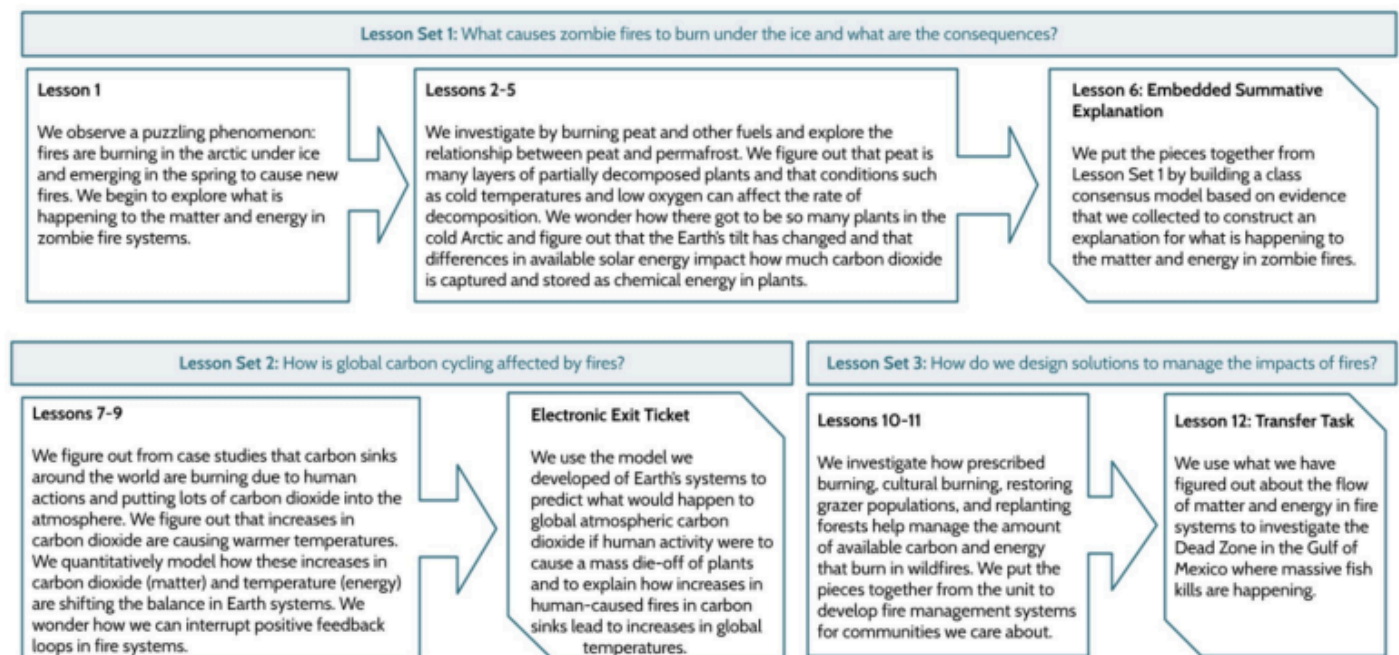 Lesson Set 1: What causes zombie fires to burn under the ice and what are the consequences?
Lesson 1
We observe a puzzling phenomenon:
fires are burning in the arctic under ice
and emerging in the spring to cause new
fires. We begin to explore what is
happening to the matter and energy in
zombie fire systems.
Lessons 2-5
We investigate by burning peat and other fuels and explore the
relationship between peat and permafrost. We figure out that peat is
many layers of partially decomposed plants and that conditions such
as cold temperatures and low oxygen can affect the rate of
decomposition. We wonder how there got to be so many plants in the
cold Arctic and figure out that the Earth's tilt has changed and that
differences in available solar energy impact how much carbon dioxide
is captured and stored as chemical energy in plants.
Lesson 6: Embedded Summative
Explanation
We put the pieces together from
Lesson Set 1 by building a class
consensus model based on evidence
that we collected to construct an
explanation for what is happening to
the matter and energy in zombie fires.
Lesson Set 2: How is global carbon cycling affected by fires?
Lessons 7-9
We figure out from case studies that carbon sinks
around the world are burning due to human
actions and putting lots of carbon dioxide into the
atmosphere. We figure out that increases in
carbon dioxide are causing warmer temperatures.
We quantitatively model how these increases in
carbon dioxide (matter) and temperature (energy)
are shifting the balance in Earth systems. We
wonder how we can interrupt positive feedback
loops in fire systems.
Electronic Exit Ticket
We use the model we
developed of Earth's systems to
predict what would happen to
global atmospheric carbon
dioxide if human activity were to
cause a mass die-off of plants
and to explain how increases in
human-caused fires in carbon
sinks lead to increases in global
temperatures.
Lesson Set 3: How do we design solutions to manage the impacts of fires?
Lessons 10-11
We investigate how prescribed
burning, cultural burning, restoring
grazer populations, and replanting
forests help manage the amount
of available carbon and energy
that burn in wildfires. We put the
pieces together from the unit to
develop fire management systems
for communities we care about.
Lesson 12: Transfer Task
We use what we have
figured out about the flow
of matter and energy in fire
systems to investigate the
Dead Zone in the Gulf of
Mexico where massive fish
kills are happening.